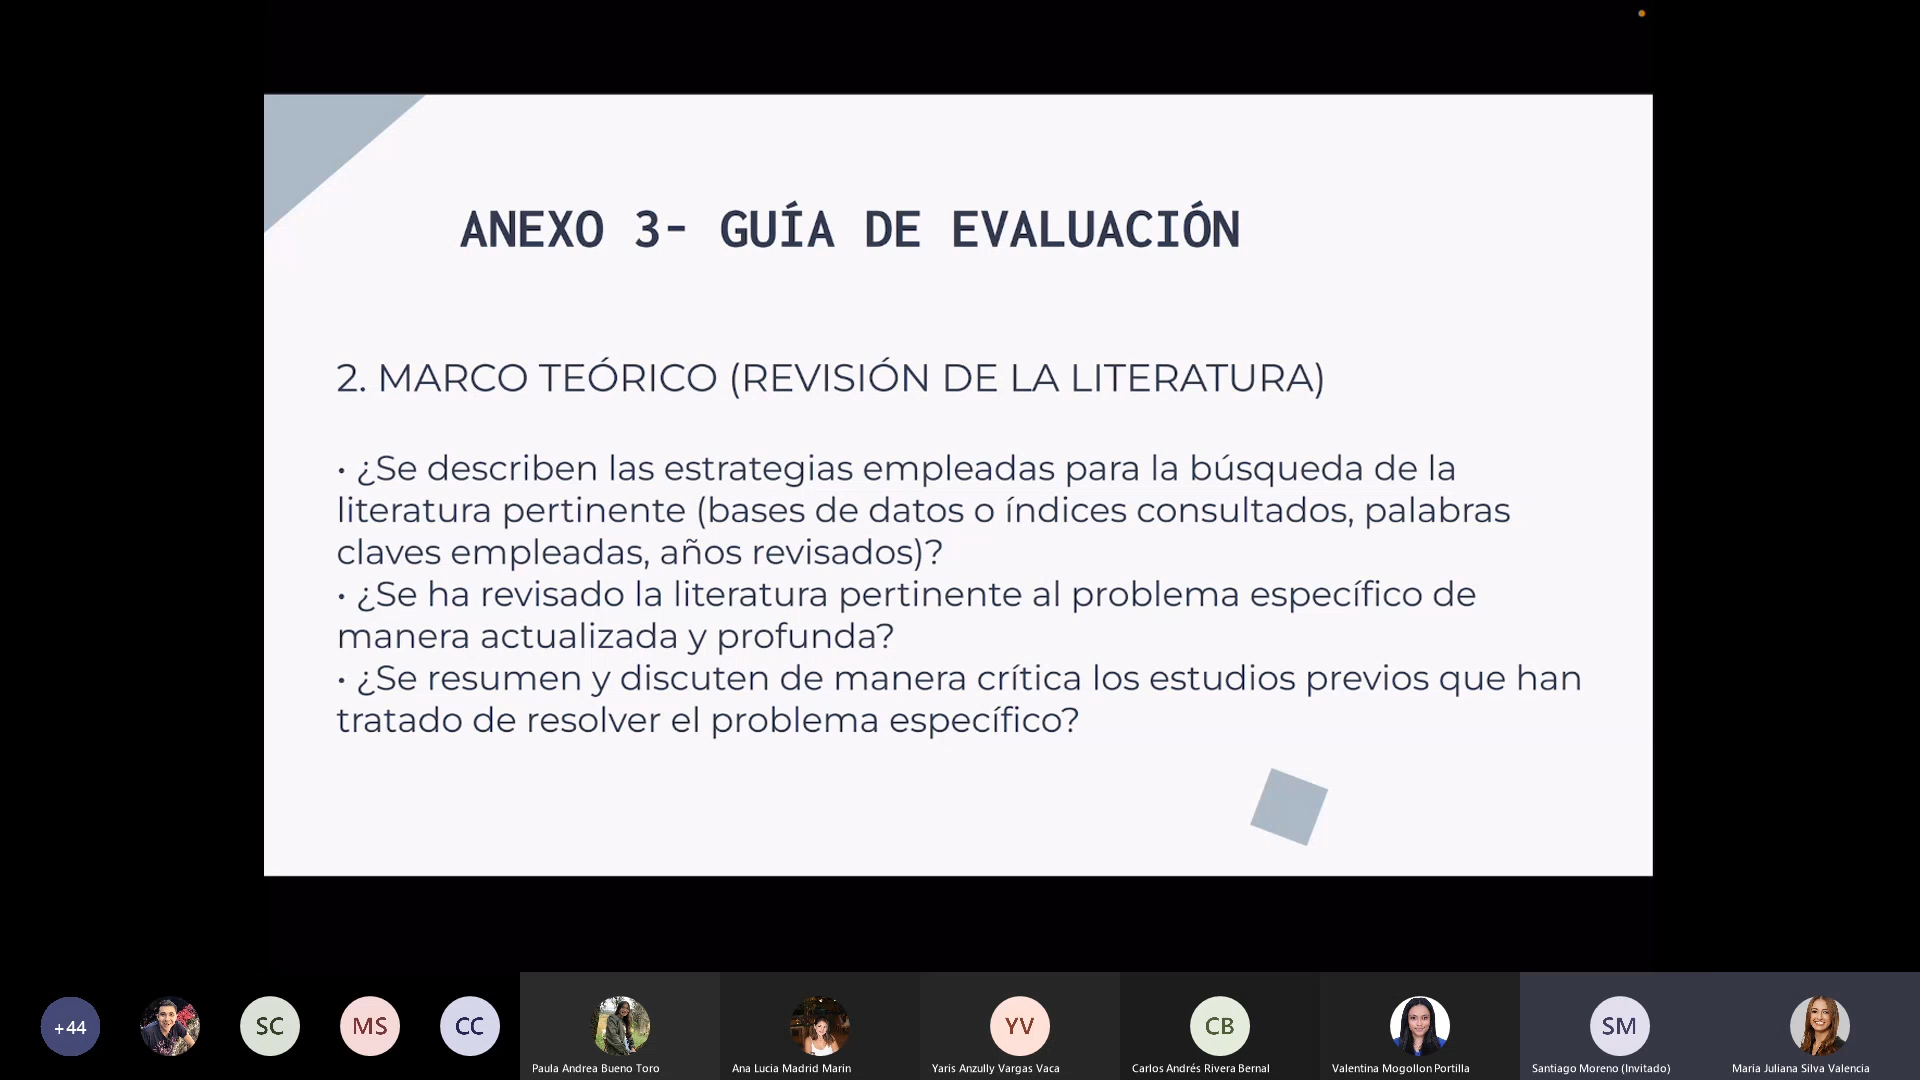 ANEXO 3- GUÍA DE EVALUACIÓN
2. MARCO TEÓRICO (REVISIÓN DE LA LITERATURA)
• ¿Se describen las estrategias empleadas para la búsqueda de la
literatura pertinente (bases de datos o índices consultados, palabras
claves empleadas, años revisados)?
• ¿Se ha revisado la literatura pertinente al problema específico de
manera actualizada y profunda?
• ¿Se resumen y discuten de manera crítica los estudios previos que han
tratado de resolver el problema específico?
+44
SC
MS
CC
YV
CB
SM
Paula Andrea Bueno Toro
Ana Lucia Madrid Marin
Yaris Anzully Vargas Vaca
Carlos Andrés Rivera Bernal
Valentina Mogollon Portilla
Santiago Moreno (Invitado)
Maria Juliana Silva Valencia